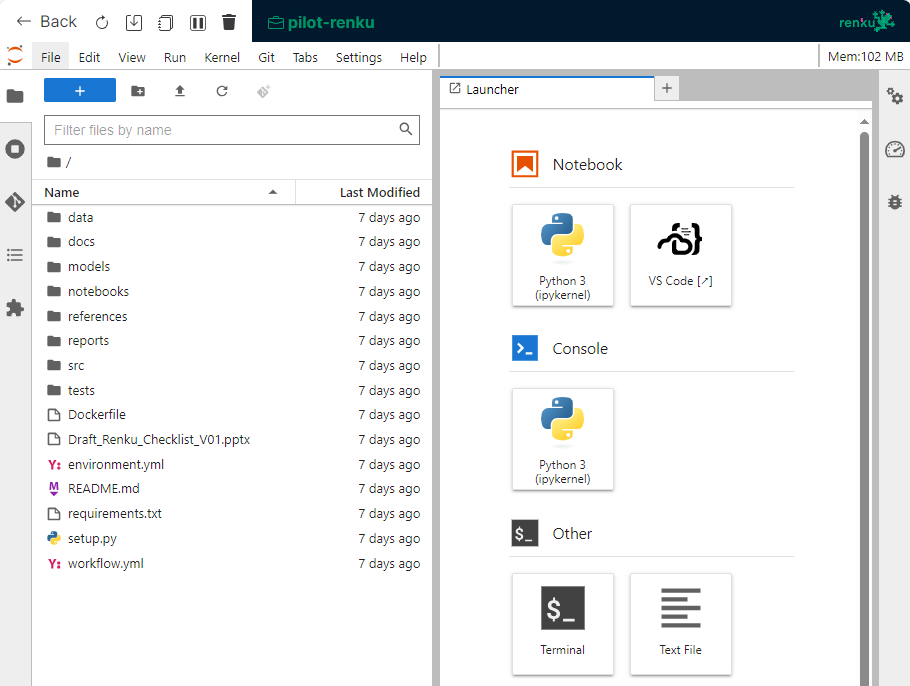 Back
pilot-renku
renku
File Edit View Run Kernel Git Tabs Settings Help
Mem:102 MB
+
Launcher
+
Filter files by name
/
Name Last Modified
data 7 days ago
docs 7 days ago
models 7 days ago
notebooks 7 days ago
references 7 days ago
reports 7 days ago
src 7 days ago
tests 7 days ago
Dockerfile 7 days ago
Draft_Renku_Checklist_V01.pptx 7 days ago
Y: environment.yml 7 days ago
M README.md 7 days ago
requirements.txt 7 days ago
setup.py 7 days ago
Y: workflow.yml 7 days ago
Notebook
Python 3
(ipykernel)
VS Code [↗]
>_ Console
Python 3
(ipykernel)
$_ Other
$_
Terminal
Text File